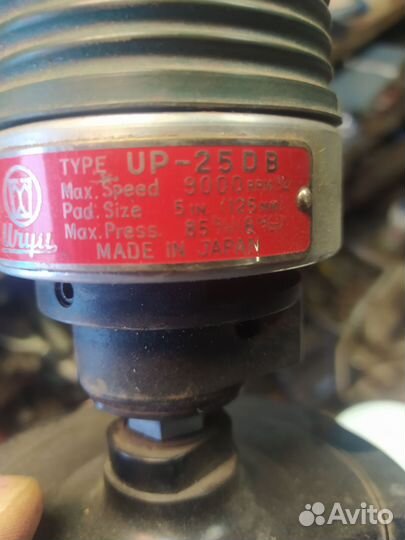 TYPE UP-25DB
Max. Speed 9000
Pad. Size 5 IN (125 mm)
Max. Press. 85
Uryu
MADE IN JAPAN
Avito